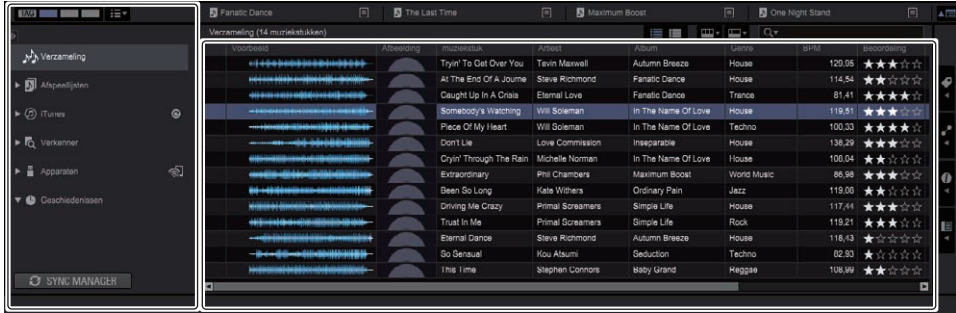 TAG
Fanatic Dance
The Last Time
Maximum Boost
One Night Stand
Verzameling (14 muziekstukken)
Verzameling
Afspeellijsten
iTunes
Verkenner
Apparaten
Geschiedenissen
SYNC MANAGER
Voorbeeld Afbeelding muziekstuk Artiest Album Genre BPM Beoordeling
Tryin' To Get Over You Tevin Maxwell Autumn Breeze House 129,95 ★★★☆☆
At The End Of A Journe Steve Richmond Fanatic Dance House 114,54 ★★☆☆☆
Caught Up In A Crisis Eternal Love Fanatic Dance Trance 81,41 ★★★★☆
Somebody's Watching Will Soleman In The Name Of Love House 119,51 ★★★☆☆
Piece Of My Heart Will Soleman In The Name Of Love Techno 100,33 ★★★★☆
Don't Lie Love Commission Inseparable House 138,29 ★★★☆☆
Cryin' Through The Rain Michelle Norman In The Name Of Love House 108,04 ★★☆☆☆
Extraordinary Phil Chambers Maximum Boost World Music 86,98 ★★★☆☆
Been So Long Kate Withers Ordinary Pain Jazz 119,08 ★★☆☆☆
Driving Me Crazy Primal Screamers Simple Life House 117,44 ★★★☆☆
Trust In Me Primal Screamers Simple Life Rock 119,21 ★★★☆☆
Eternal Dance Steve Richmond Autumn Breeze House 118,43 ★☆☆☆☆
So Sensual Kou Atsumi Seduction Techno 82,93 ★☆☆☆☆
This Time Stephen Connors Baby Grand Reggae 108,99 ★★☆☆☆